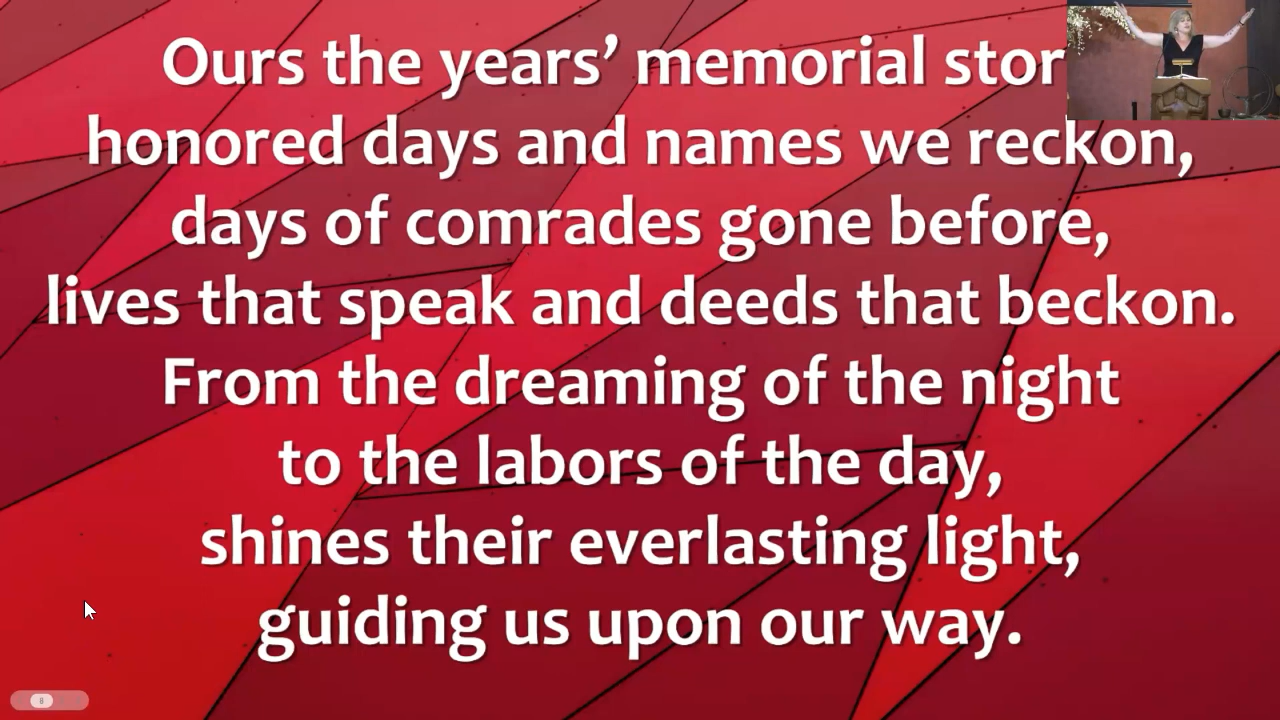 Ours the years’ memorial stor
honored days and names we reckon,
days of comrades gone before,
lives that speak and deeds that beckon.
From the dreaming of the night
to the labors of the day,
shines their everlasting light,
guiding us upon our way.